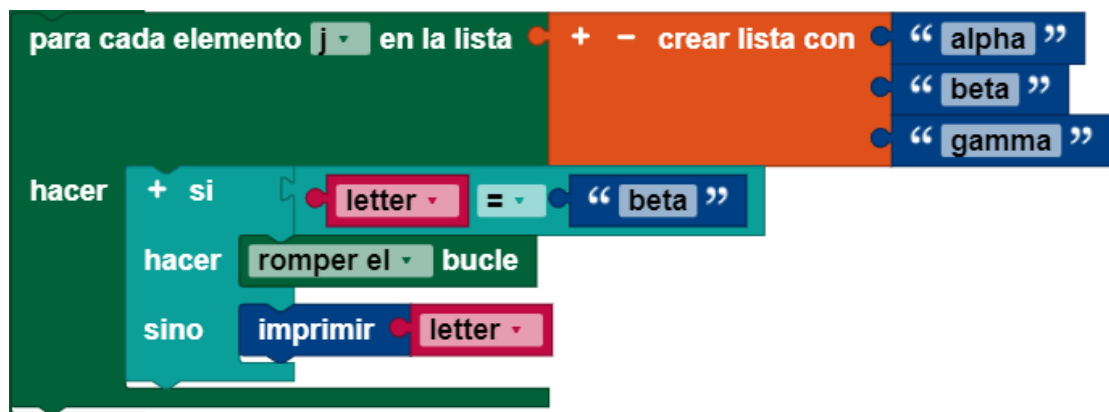 para cada elemento j en la lista + - crear lista con “ alpha ”
“ beta ”
“ gamma ”
hacer + si letter = “ beta ”
hacer romper el bucle
sino imprimir letter